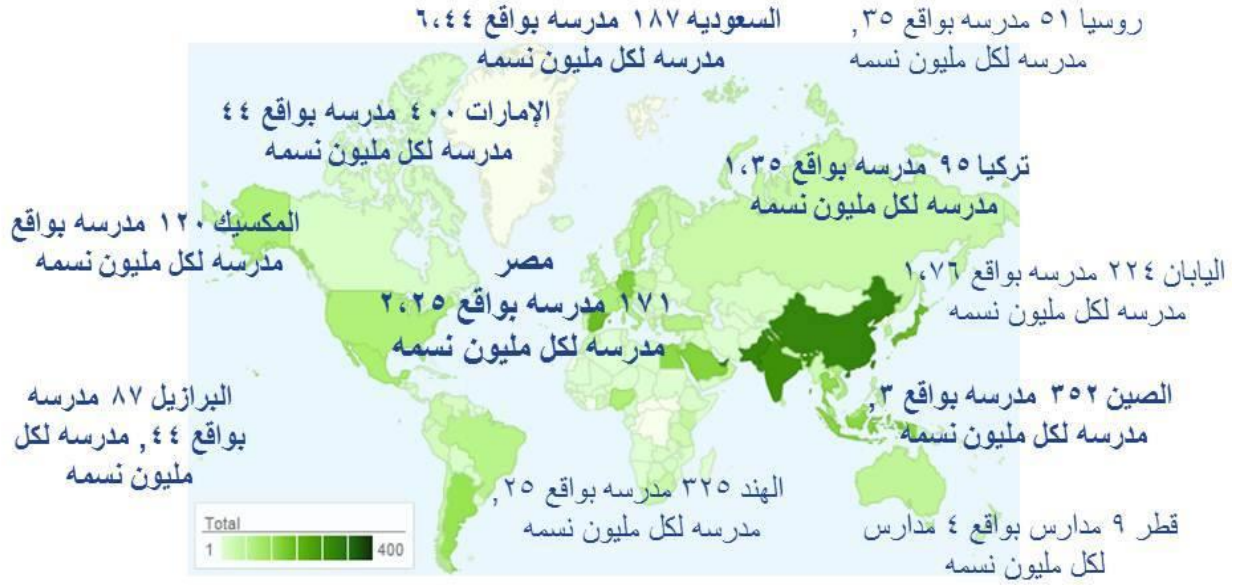 السعوديه ١٨٧ مدرسه بواقع ٦،٤٤
مدرسه لكل مليون نسمه
روسيا ٥١ مدرسه بواقع ٣٥,
مدرسه لكل مليون نسمه
الإمارات ٤٠٠ مدرسه بواقع ٤٤
مدرسه لكل مليون نسمه
تركيا ٩٥ مدرسه بواقع ١،٣٥
مدرسه لكل مليون نسمه
المكسيك ١٢٠ مدرسه بواقع
مدرسه لكل مليون نسمه
مصر
١٧١ مدرسه بواقع ٢،٢٥
مدرسه لكل مليون نسمه
اليابان ٢٢٤ مدرسه بواقع ١،٧٦
مدرسه لكل مليون نسمه
البرازيل ٨٧ مدرسه
بواقع ٤٤, مدرسه لكل
مليون نسمه
الصين ٣٥٢ مدرسه بواقع ٣,
مدرسه لكل مليون نسمه
الهند ٣٢٥ مدرسه بواقع ٢٥,
مدرسه لكل مليون نسمه
قطر ٩ مدارس بواقع ٤ مدارس
لكل مليون نسمه
Total
1 400